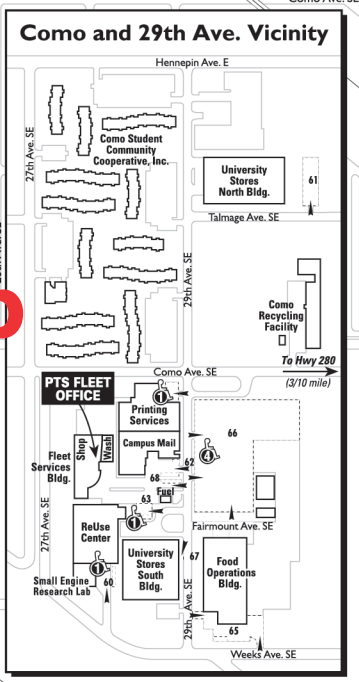 Como and 29th Ave. Vicinity
Hennepin Ave. E
27th Ave. SE
Como Student
Community
Cooperative, Inc.
University
Stores
North Bldg.
61
Talmage Ave. SE
29th Ave. SE
Como
Recycling
Facility
To Hwy 280
(3/10 mile)
Como Ave. SE
PTS FLEET
OFFICE
1
Printing
Services
Campus Mail
Shop
Wash
Fleet
Services
Bldg.
66
4
62
68
Fuel
63
27th Ave. SE
ReUse
Center
1
Fairmount Ave. SE
University
Stores
South
Bldg.
67
Food
Operations
Bldg.
1
Small Engine
Research Lab
60
29th Ave. SE
65
Weeks Ave. SE